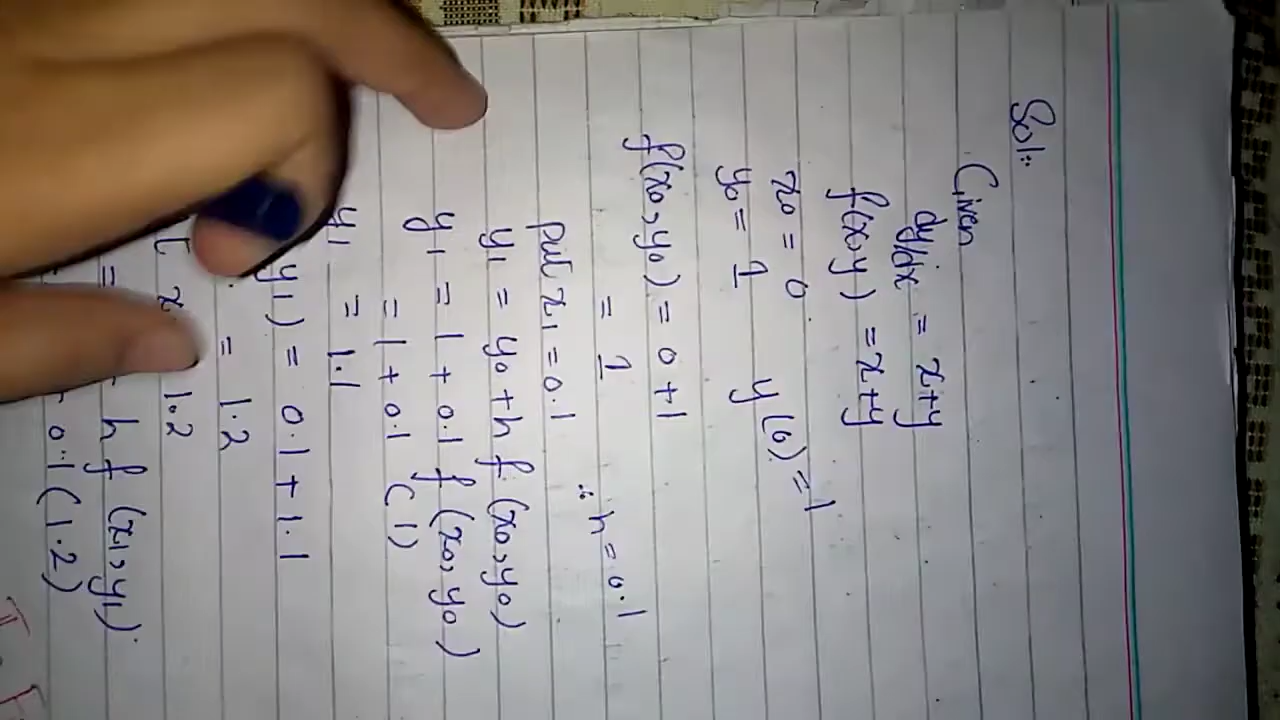 Sol:-
Given
dy/dx = x+y
f(x,y) = x+y
x0 = 0
y0 = 1 y(0) = 1
f(x0,y0) = 0+1
= 1 ∴ h = 0.1
put x1 = 0.1
y1 = y0 + h f (x0,y0)
y1 = 1 + 0.1 f (x0,y0)
= 1 + 0.1 (1)
y1 = 1.1
y1) = 0.1 + 1.1
= 1.2
x 1.2
= h f (x1,y1)
0.1 (1.2)